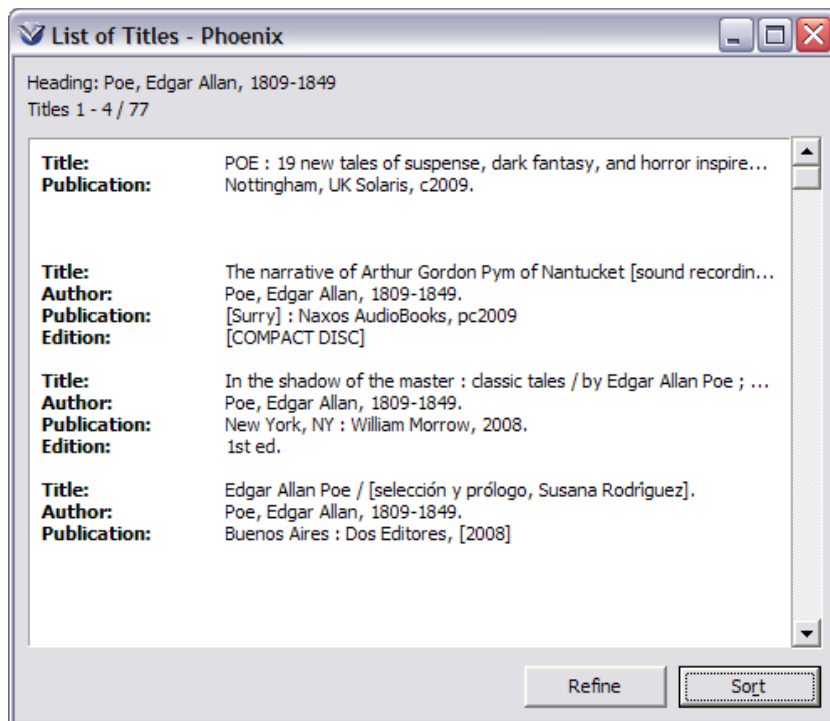 List of Titles - Phoenix
Heading: Poe, Edgar Allan, 1809-1849
Titles 1 - 4 / 77
Title: POE : 19 new tales of suspense, dark fantasy, and horror inspire...
Publication: Nottingham, UK Solaris, c2009.
Title: The narrative of Arthur Gordon Pym of Nantucket [sound recordin...
Author: Poe, Edgar Allan, 1809-1849.
Publication: [Surry] : Naxos AudioBooks, pc2009
Edition: [COMPACT DISC]
Title: In the shadow of the master : classic tales / by Edgar Allan Poe ; ...
Author: Poe, Edgar Allan, 1809-1849.
Publication: New York, NY : William Morrow, 2008.
Edition: 1st ed.
Title: Edgar Allan Poe / [selección y prólogo, Susana Rodríguez].
Author: Poe, Edgar Allan, 1809-1849.
Publication: Buenos Aires : Dos Editores, [2008]
Refine Sort